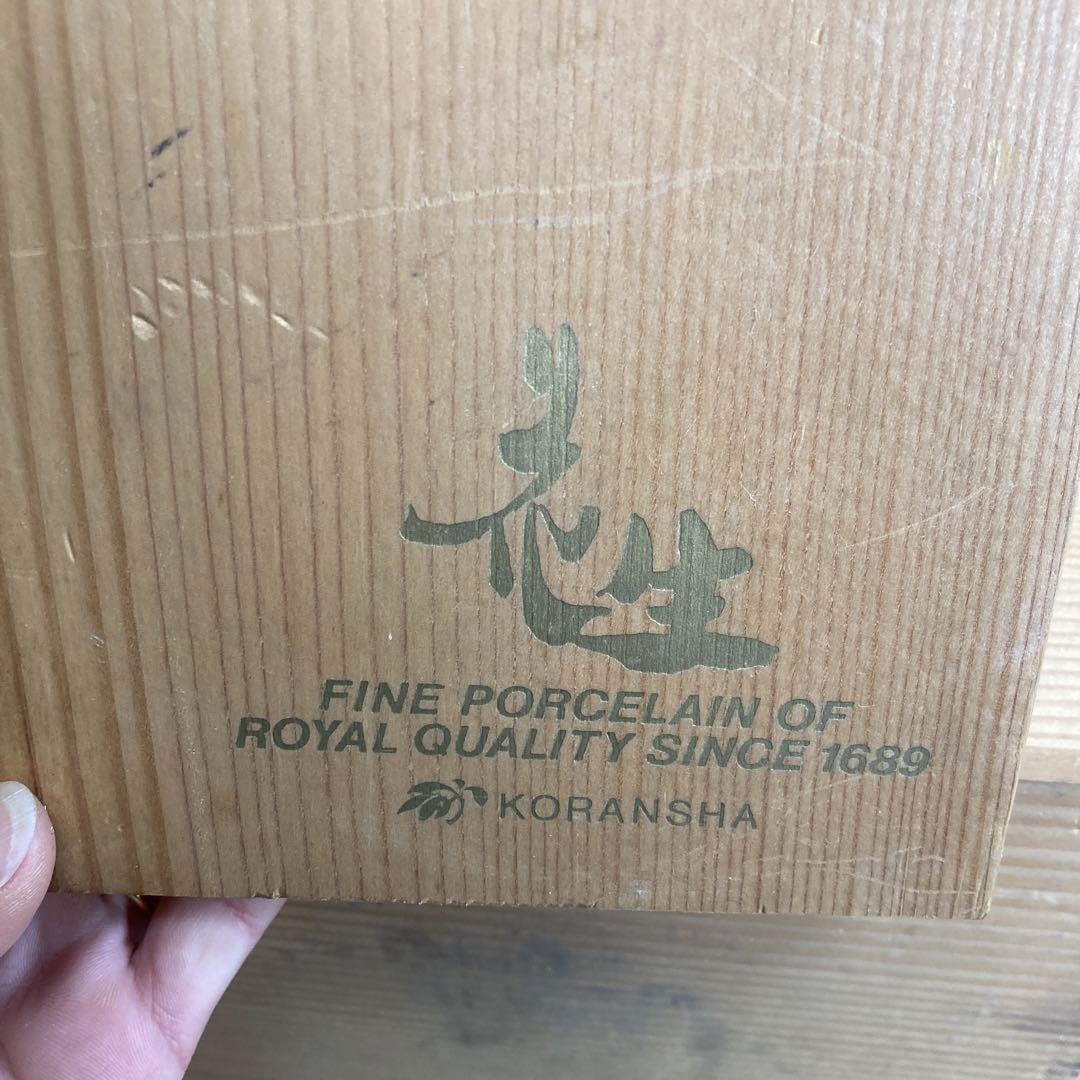 花生
FINE PORCELAIN OF
ROYAL QUALITY SINCE 1689
KORANSHA